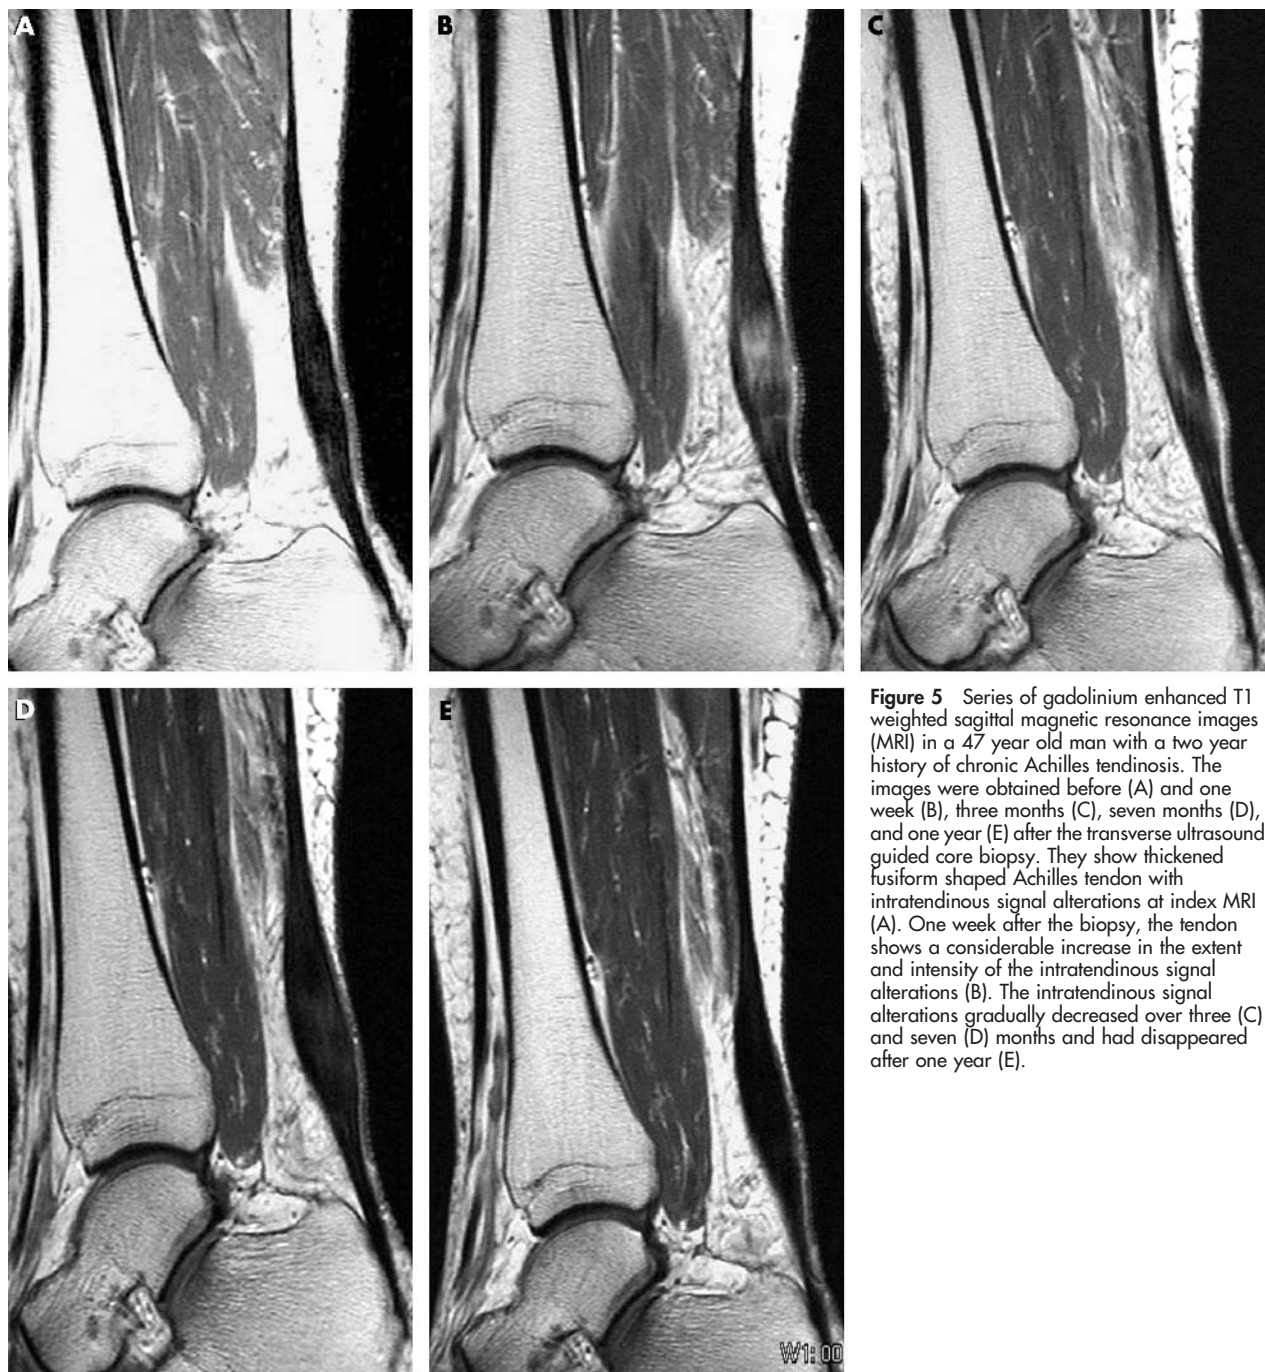 A
B
C
D
E
W1: 00
Figure 5 Series of gadolinium enhanced T1
weighted sagittal magnetic resonance images
(MRI) in a 47 year old man with a two year
history of chronic Achilles tendinosis. The
images were obtained before (A) and one
week (B), three months (C), seven months (D),
and one year (E) after the transverse ultrasound
guided core biopsy. They show thickened
fusiform shaped Achilles tendon with
intratendinous signal alterations at index MRI
(A). One week after the biopsy, the tendon
shows a considerable increase in the extent
and intensity of the intratendinous signal
alterations (B). The intratendinous signal
alterations gradually decreased over three (C)
and seven (D) months and had disappeared
after one year (E).